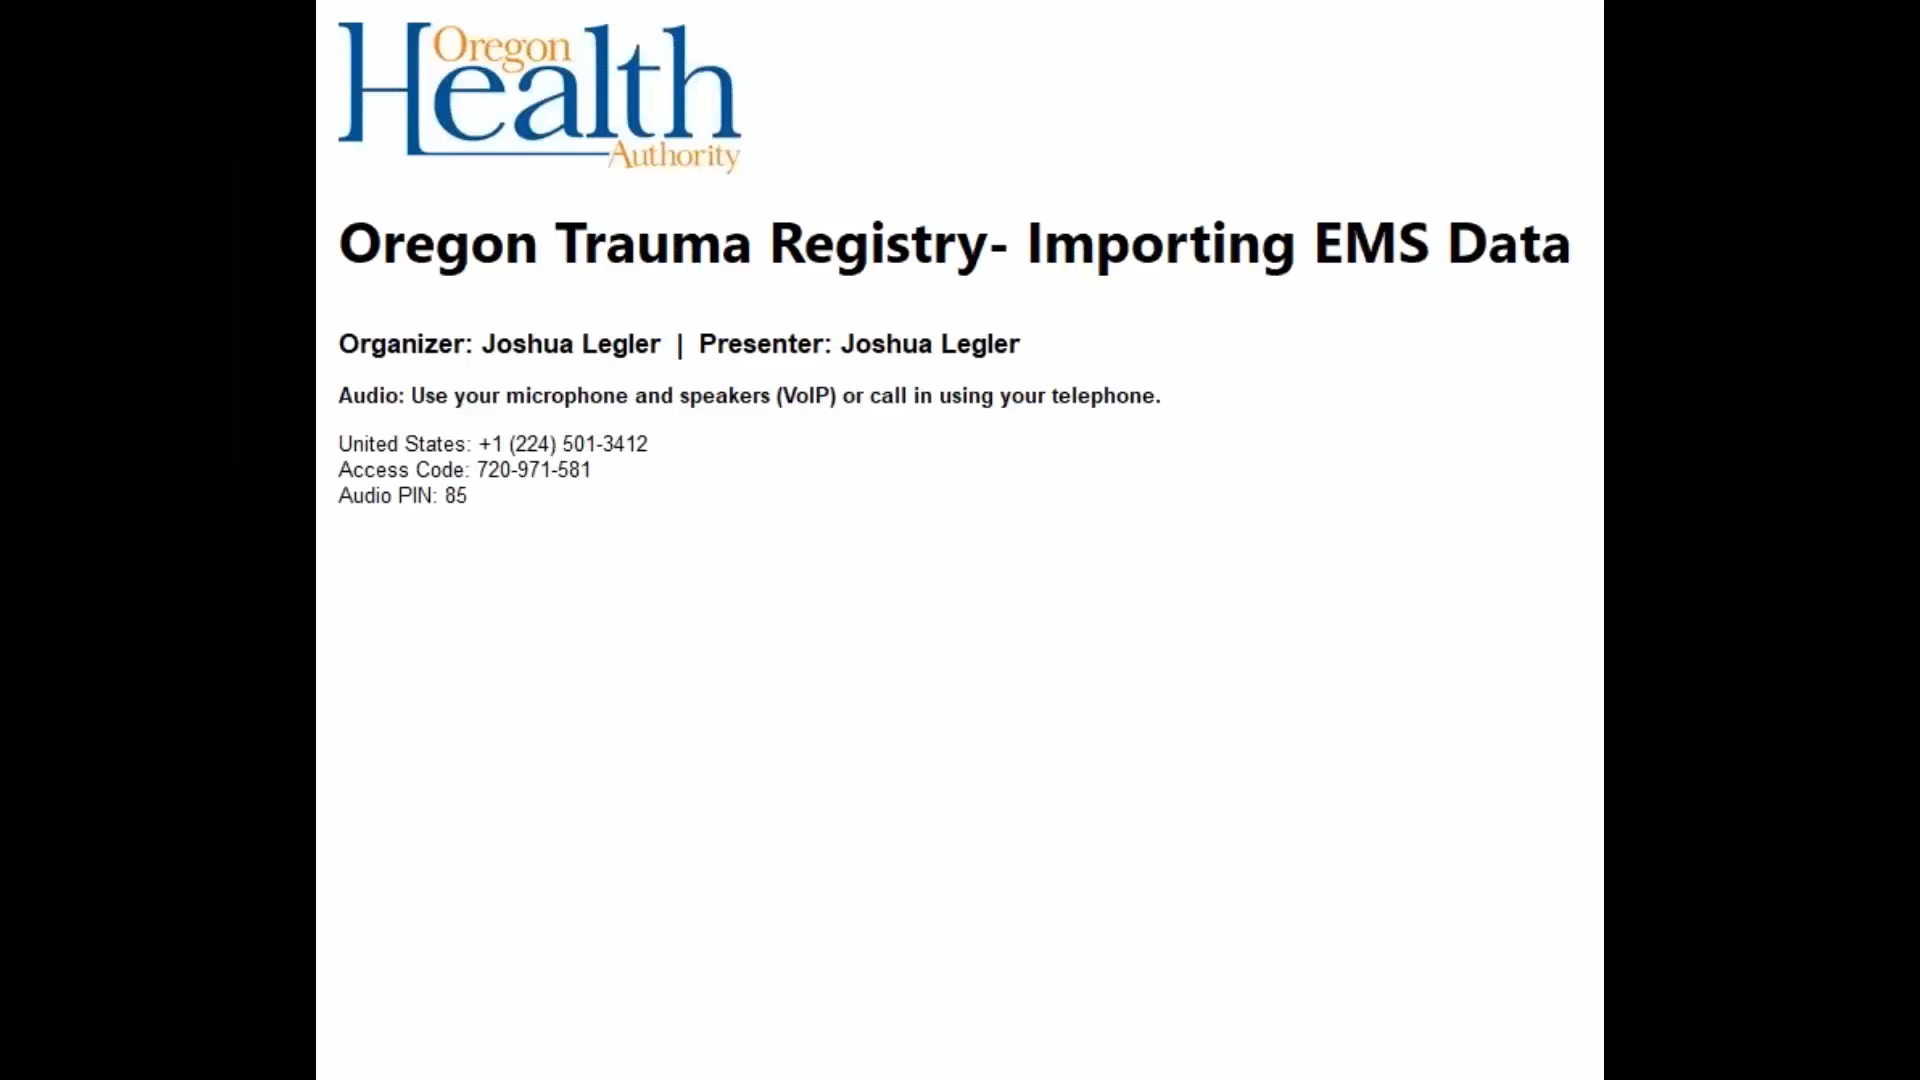 Oregon
Health
Authority
Oregon Trauma Registry- Importing EMS Data
Organizer: Joshua Legler | Presenter: Joshua Legler
Audio: Use your microphone and speakers (VoIP) or call in using your telephone.
United States: +1 (224) 501-3412
Access Code: 720-971-581
Audio PIN: 85